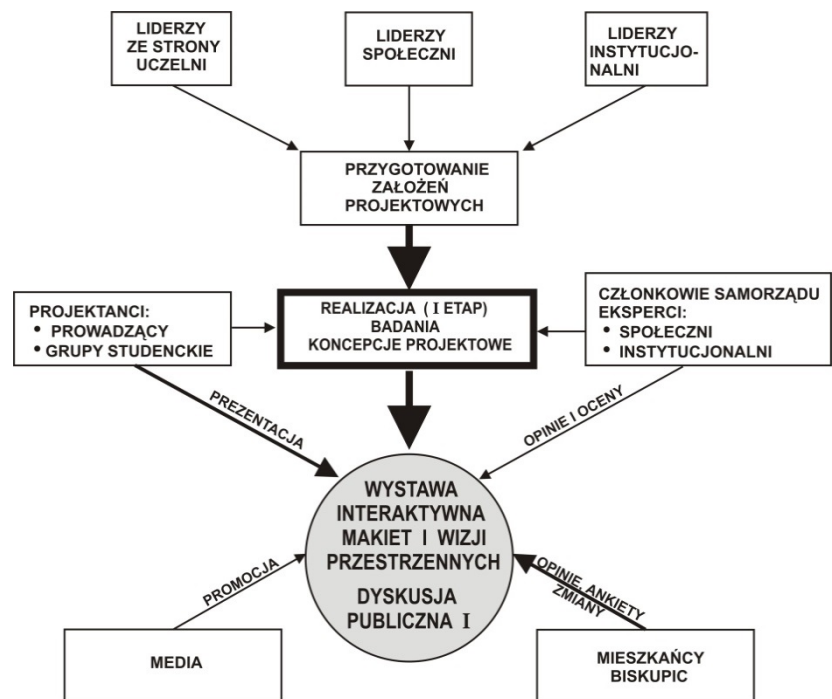 LIDERZY
ZE STRONY
UCZELNI
LIDERZY
SPOŁECZNI
LIDERZY
INSTYTUCJO-
NALNI
PRZYGOTOWANIE
ZAŁOŻEŃ
PROJEKTOWYCH
PROJEKTANCI:
• PROWADZĄCY
• GRUPY STUDENCKIE
REALIZACJA ( I ETAP)
BADANIA
KONCEPCJE PROJEKTOWE
CZŁONKOWIE SAMORZĄDU
EKSPERCI:
• SPOŁECZNI
• INSTYTUCJONALNI
PREZENTACJA
OPINIE I OCENY
WYSTAWA
INTERAKTYWNA
MAKIET I WIZJI
PRZESTRZENNYCH
DYSKUSJA
PUBLICZNA I
PROMOCJA
OPINIE, ANKIETY
ZMIANY
MEDIA
MIESZKAŃCY
BISKUPIC